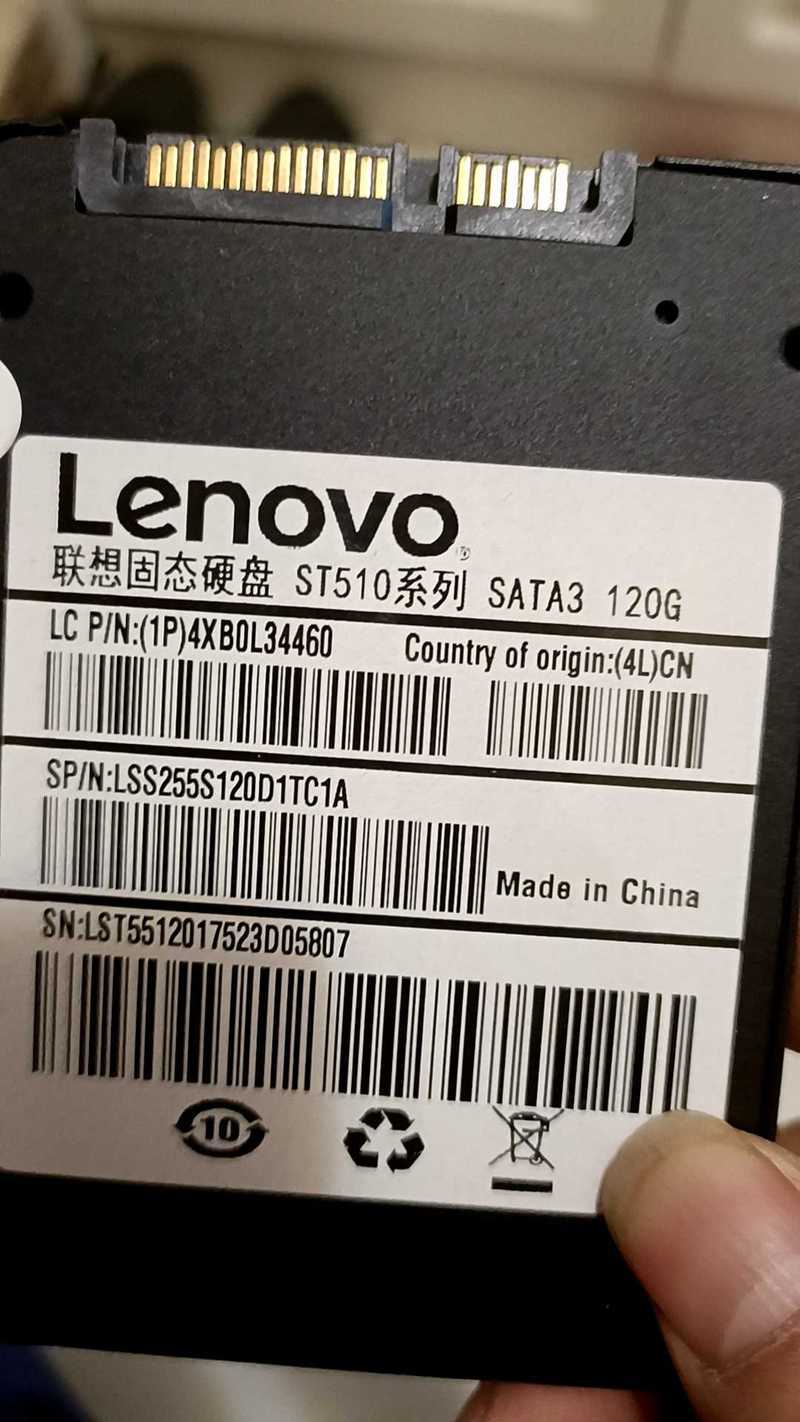 Lenovo®
联想固态硬盘 ST510系列 SATA3 120G
LC P/N:(1P)4XB0L34460 Country of origin:(4L)CN
SP/N:LSS255S120D1TC1A
Made in China
SN:LST5512017523D05807
10